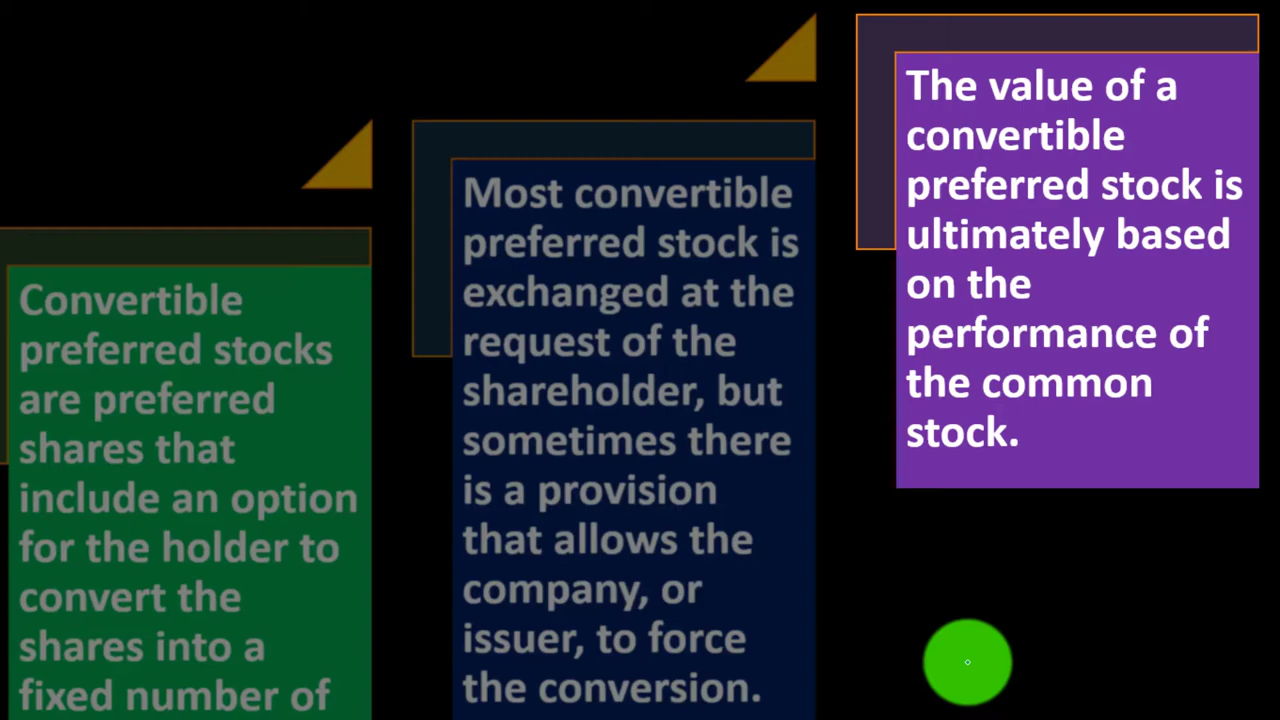 Convertible
preferred stocks
are preferred
shares that
include an option
for the holder to
convert the
shares into a
fixed number of
Most convertible
preferred stock is
exchanged at the
request of the
shareholder, but
sometimes there
is a provision
that allows the
company, or
issuer, to force
the conversion.
The value of a
convertible
preferred stock is
ultimately based
on the
performance of
the common
stock.